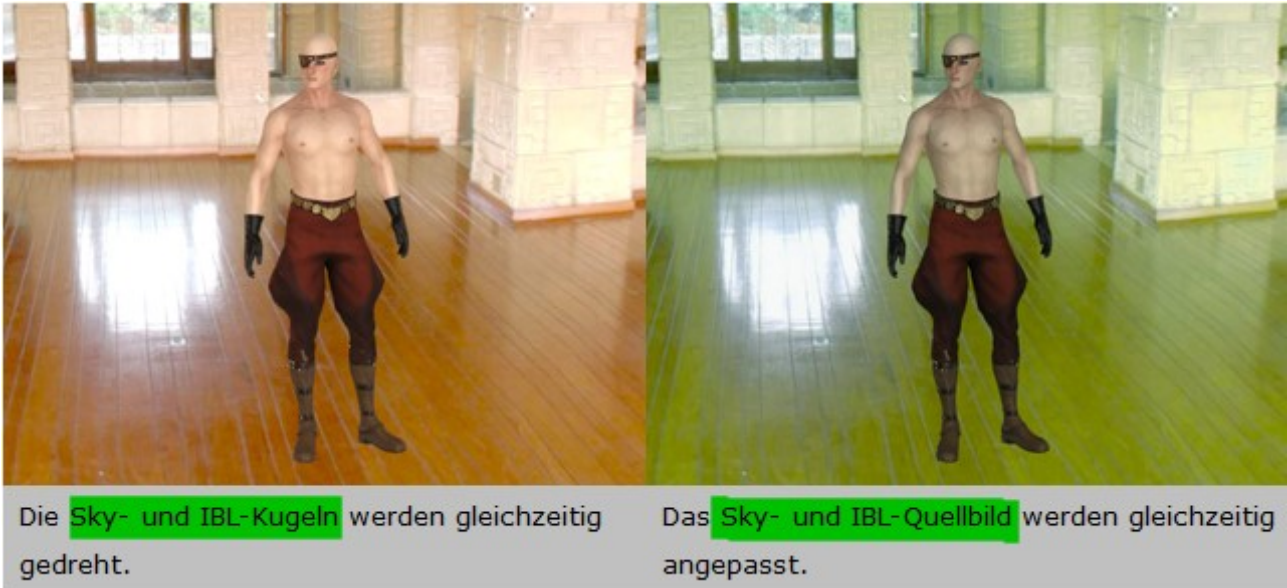 Die Sky- und IBL-Kugeln werden gleichzeitig
gedreht.
Das Sky- und IBL-Quellbild werden gleichzeitig
angepasst.